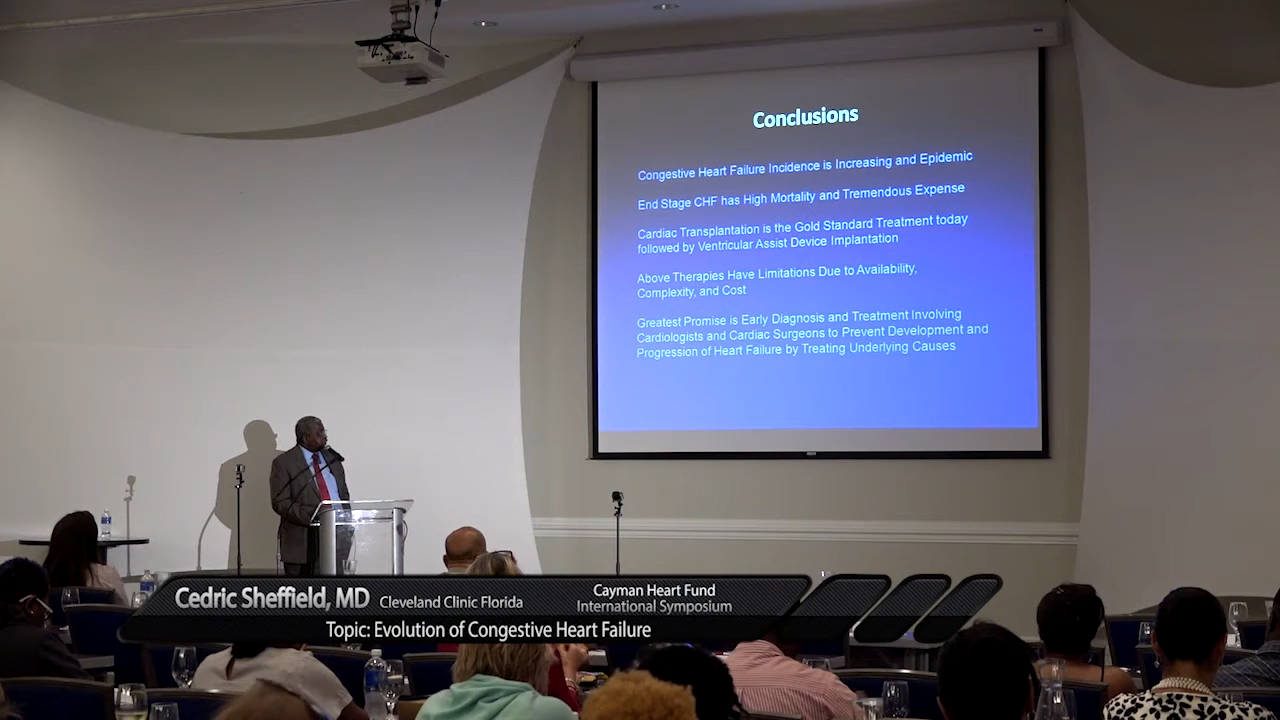 Conclusions
Congestive Heart Failure Incidence is Increasing and Epidemic
End Stage CHF has High Mortality and Tremendous Expense
Cardiac Transplantation is the Gold Standard Treatment today
followed by Ventricular Assist Device Implantation
Above Therapies Have Limitations Due to Availability,
Complexity, and Cost
Greatest Promise is Early Diagnosis and Treatment Involving
Cardiologists and Cardiac Surgeons to Prevent Development and
Progression of Heart Failure by Treating Underlying Causes
Cedric Sheffield, MD Cleveland Clinic Florida
Cayman Heart Fund
International Symposium
Topic: Evolution of Congestive Heart Failure